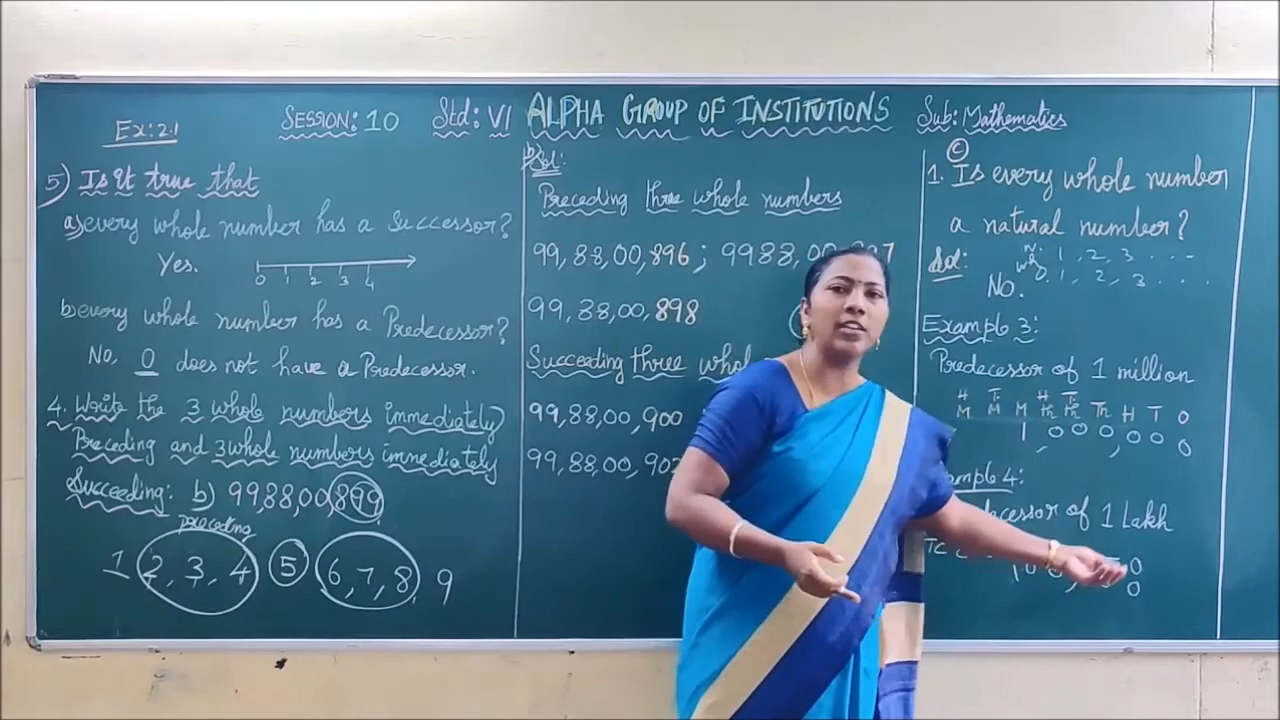 Ex:2.1
SESSION: 10 Std: VI ALPHA GROUP OF INSTITUTIONS Sub: Mathematics
5) Is it true that
a) every whole number has a Successor?
Yes.
0 1 2 3 4
b) every whole number has a Predecessor?
No, 0 does not have a Predecessor.
4. Write the 3 whole numbers immediately
Preceding and 3 whole numbers immediately
Succeeding: b) 9988,00,899
preceding
1 2, 3, 4 5 6, 7, 8, 9
b) Sol:
Preceding three whole numbers
99,88,00,896 ; 9988,00,897
99,88,00,898
Succeeding three
99,88,00,900
99,88,00,902
c
1. Is every whole number
a natural number?
Sol: N. 1, 2, 3 . . .
No. W. 0, 1, 2, 3 . . . .
Example 3:
Predecessor of 1 million
H M T. M M H Th T. Th Th H T O
1,000,000
0
4:
of 1 Lakh
0
0